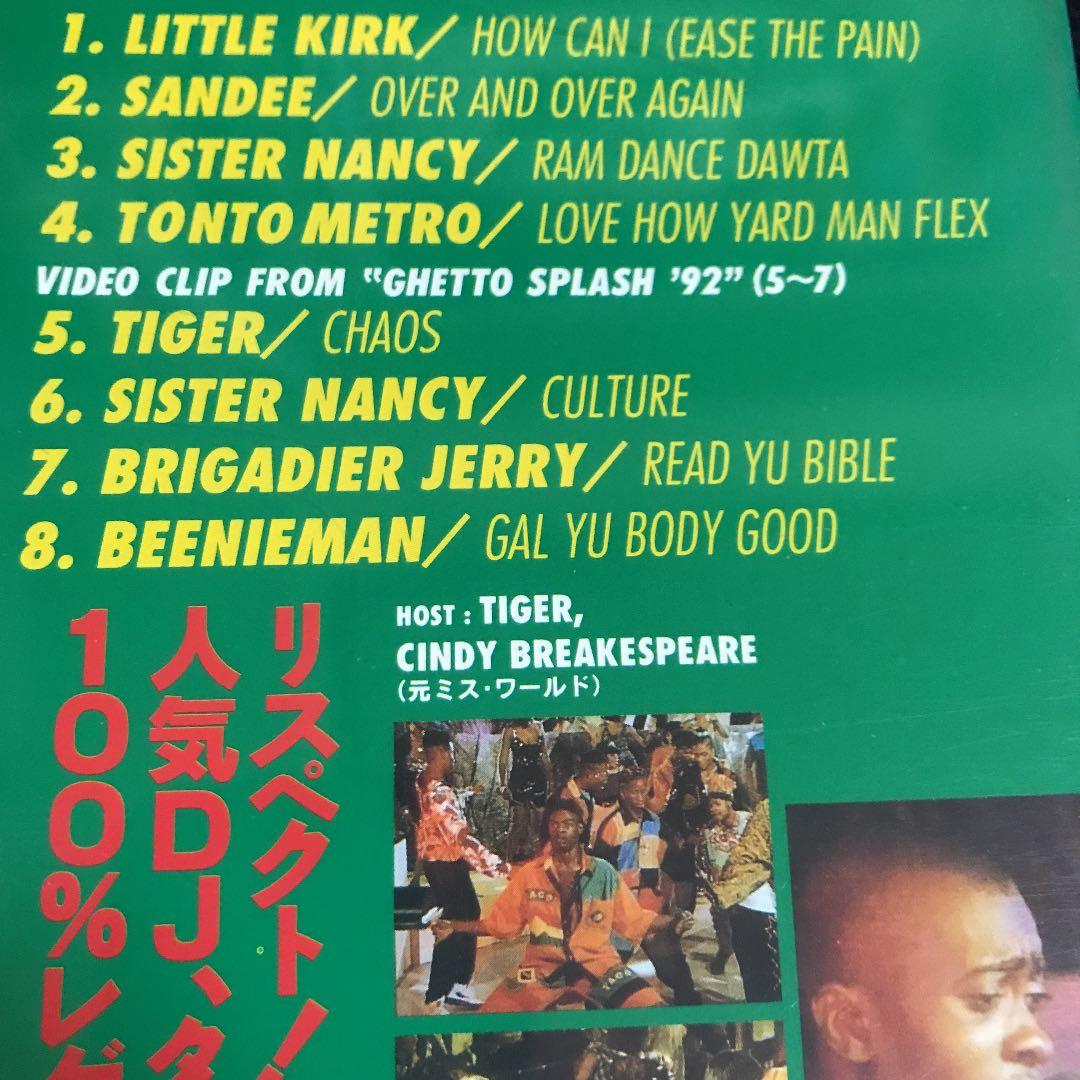 1. LITTLE KIRK/ HOW CAN I (EASE THE PAIN)
2. SANDEE/ OVER AND OVER AGAIN
3. SISTER NANCY/ RAM DANCE DAWTA
4. TONTO METRO/ LOVE HOW YARD MAN FLEX
VIDEO CLIP FROM "GHETTO SPLASH '92" (5~7)
5. TIGER/ CHAOS
6. SISTER NANCY/ CULTURE
7. BRIGADIER JERRY/ READ YU BIBLE
8. BEENIEMAN/ GAL YU BODY GOOD
HOST : TIGER,
CINDY BREAKESPEARE
(元ミス・ワールド)
リスペクト!
人気DJ、タ
100%レゲ